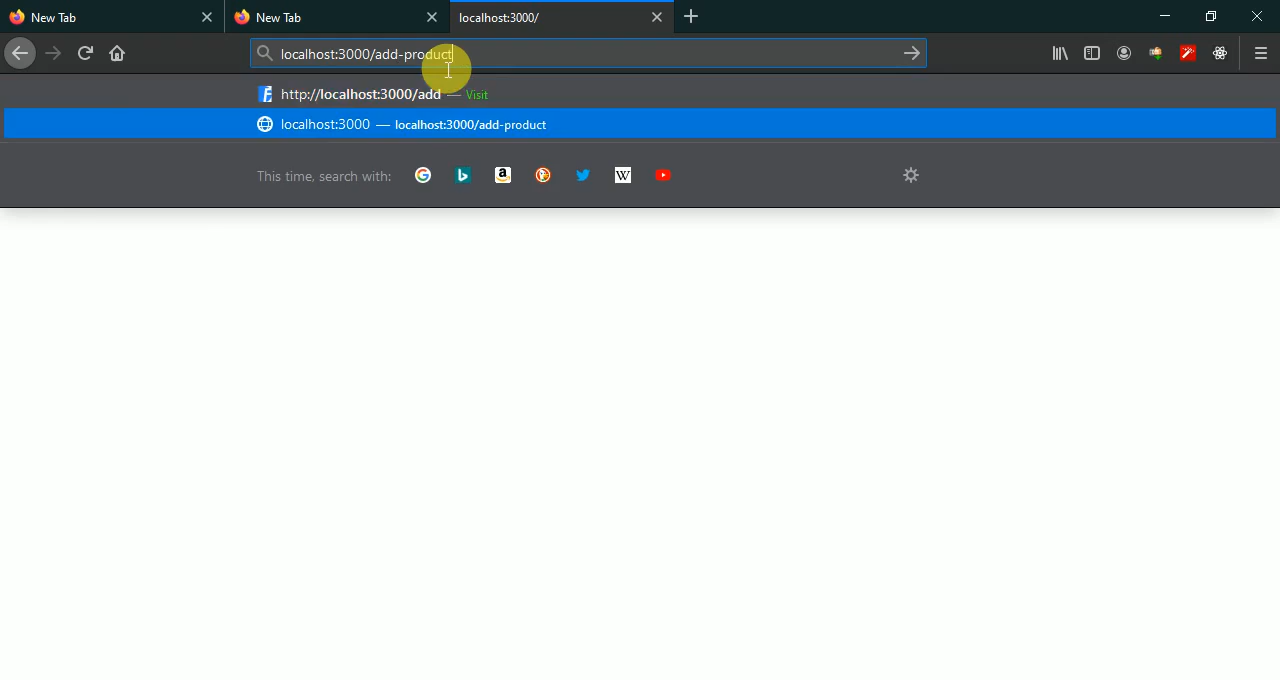 New Tab
New Tab
localhost:3000/
localhost:3000/add-product
http://localhost:3000/add — Visit
localhost:3000 — localhost:3000/add-product
This time, search with: